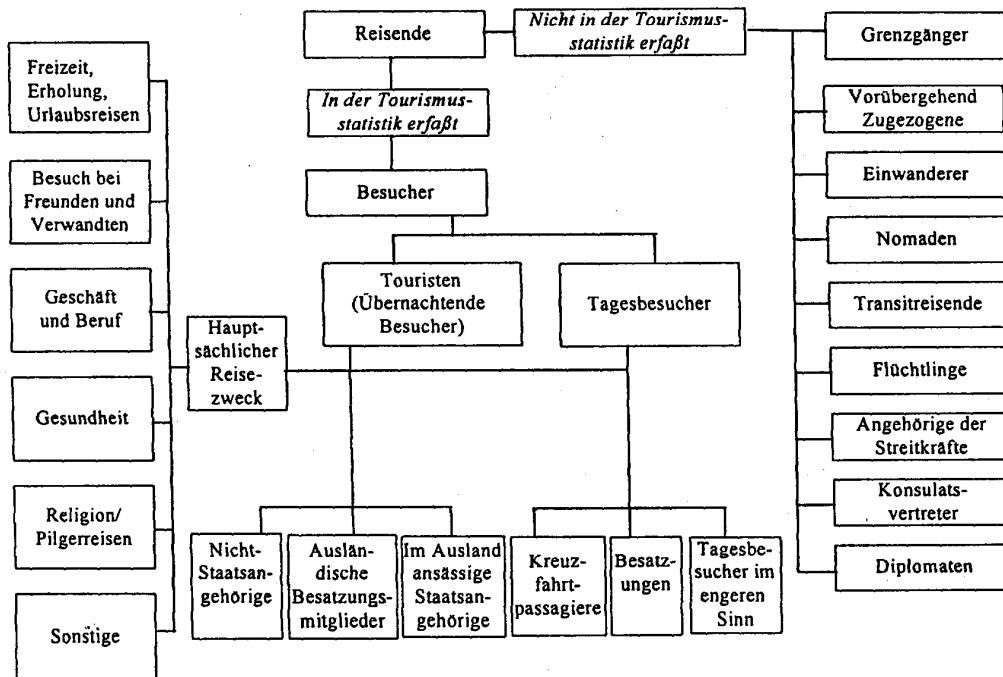 Reisende
Nicht in der Tourismus-
statistik erfaßt
In der Tourismus-
statistik erfaßt
Besucher
Touristen
(Übernachtende
Besucher)
Tagesbesucher
Haupt-
sächlicher
Reise-
zweck
Freizeit,
Erholung,
Urlaubsreisen
Besuch bei
Freunden und
Verwandten
Geschäft
und Beruf
Gesundheit
Religion/
Pilgerreisen
Sonstige
Nicht-
Staatsan-
gehörige
Auslän-
dische
Besatzungs-
mitglieder
Im Ausland
ansässige
Staatsan-
gehörige
Kreuz-
fahrt-
passagiere
Besatz-
ungen
Tagesbe-
sucher im
engeren
Sinn
Grenzgänger
Vorübergehend
Zugezogene
Einwanderer
Nomaden
Transitreisende
Flüchtlinge
Angehörige der
Streitkräfte
Konsulats-
vertreter
Diplomaten